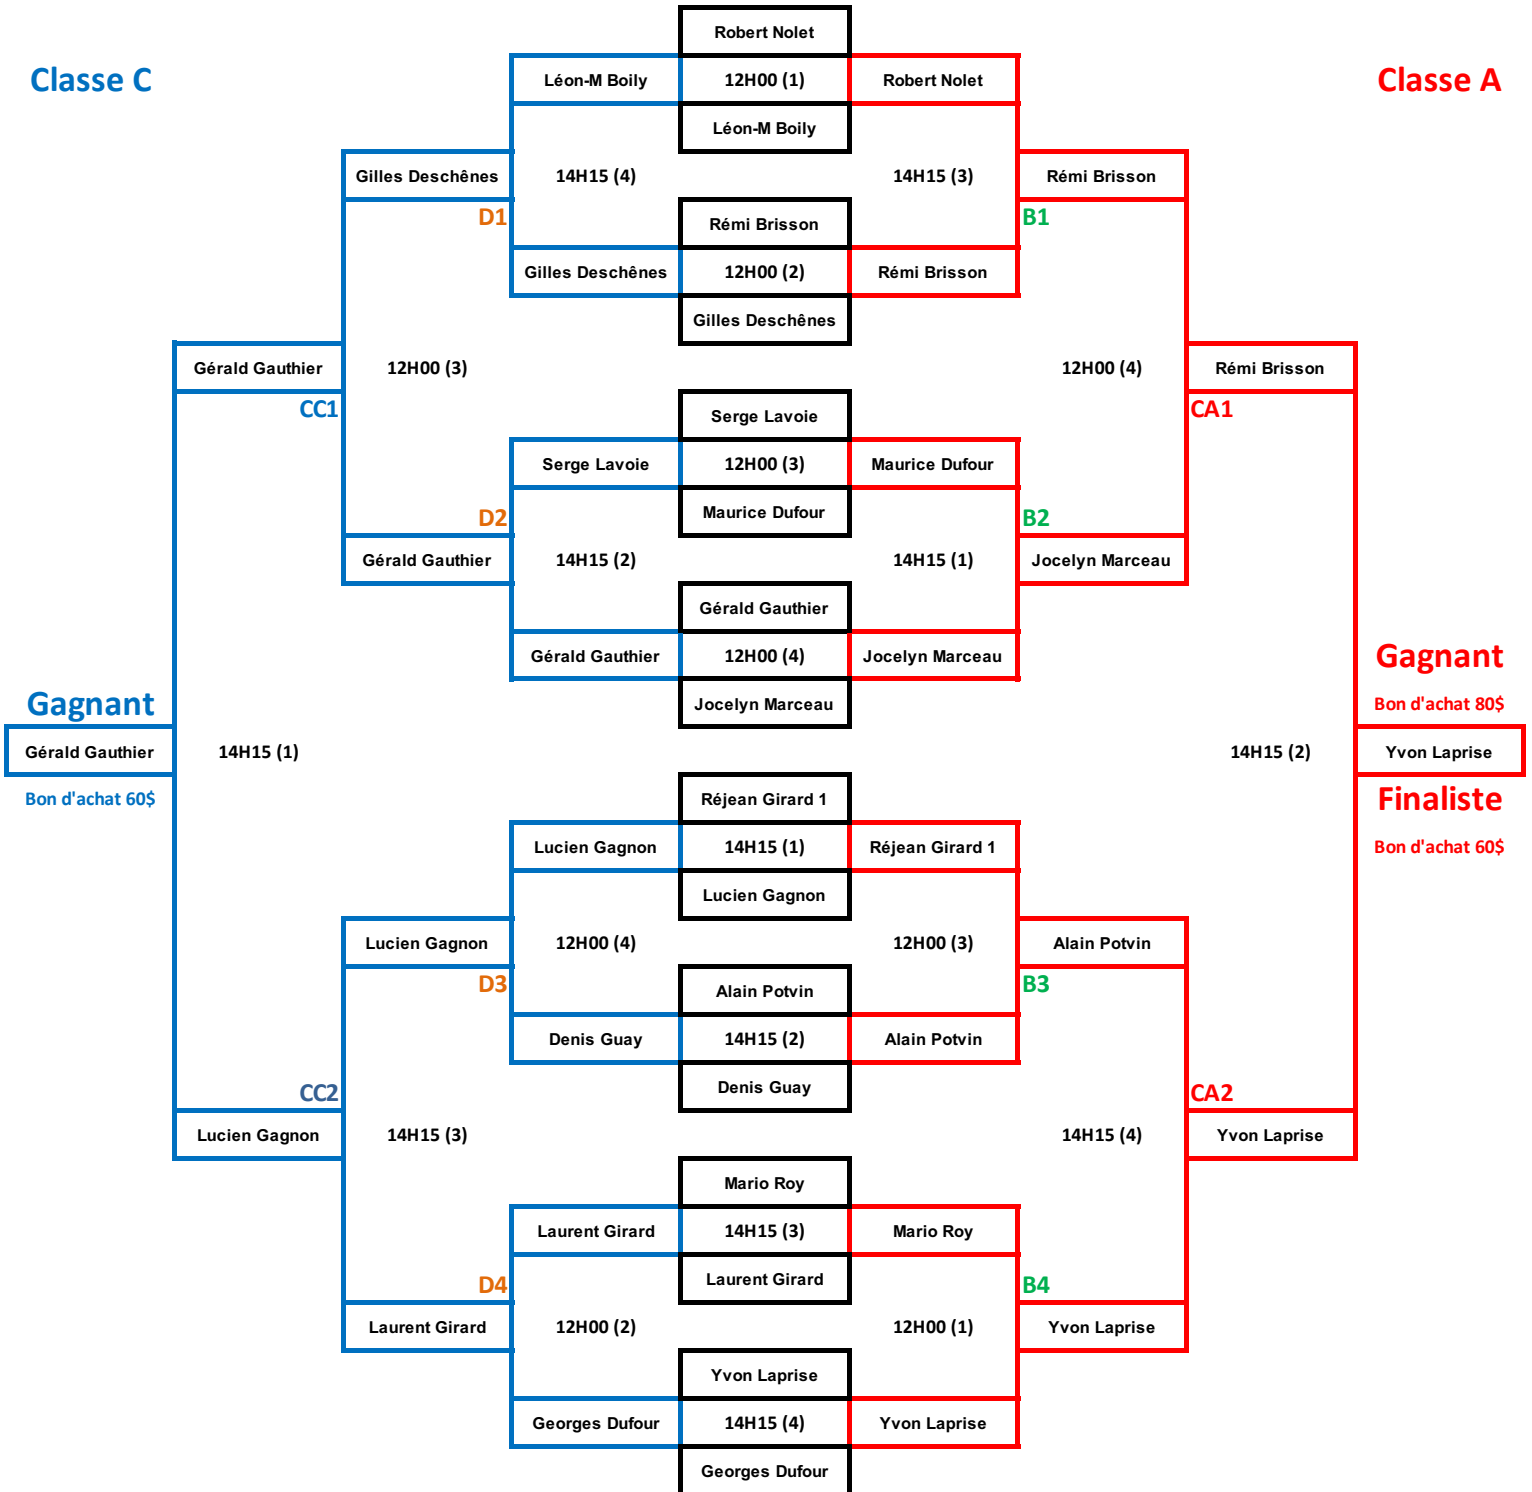 Robert Nolet
Classe C
Léon-M Boily
12H00 (1)
Robert Nolet
Classe A
Léon-M Boily
Gilles Deschênes
14H15 (4)
14H15 (3)
Rémi Brisson
D1
Rémi Brisson
B1
Gilles Deschênes
12H00 (2)
Rémi Brisson
Gilles Deschênes
Gérald Gauthier
12H00 (3)
12H00 (4)
Rémi Brisson
CC1
Serge Lavoie
CA1
Serge Lavoie
12H00 (3)
Maurice Dufour
D2
Maurice Dufour
B2
Gérald Gauthier
14H15 (2)
14H15 (1)
Jocelyn Marceau
Gérald Gauthier
Gérald Gauthier
12H00 (4)
Jocelyn Marceau
Gagnant
Gagnant
Jocelyn Marceau
Bon d'achat 80$
Gérald Gauthier
14H15 (1)
14H15 (2)
Yvon Laprise
Bon d'achat 60$
Réjean Girard 1
Finaliste
Lucien Gagnon
14H15 (1)
Réjean Girard 1
Bon d'achat 60$
Lucien Gagnon
Lucien Gagnon
12H00 (4)
12H00 (3)
Alain Potvin
D3
Alain Potvin
B3
Denis Guay
14H15 (2)
Alain Potvin
CC2
Denis Guay
CA2
Lucien Gagnon
14H15 (3)
14H15 (4)
Yvon Laprise
Mario Roy
Laurent Girard
14H15 (3)
Mario Roy
D4
Laurent Girard
B4
Laurent Girard
12H00 (2)
12H00 (1)
Yvon Laprise
Yvon Laprise
Georges Dufour
14H15 (4)
Yvon Laprise
Georges Dufour